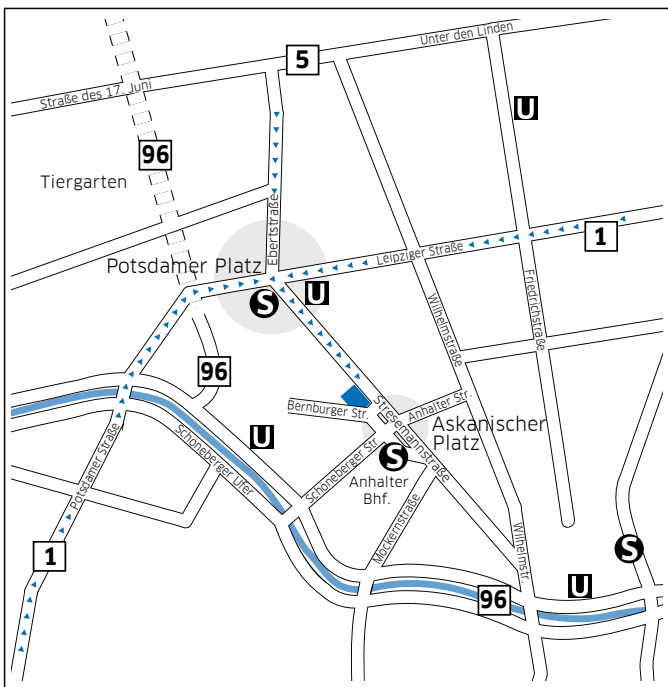 Unter den Linden
5
Straße des 17. Juni
U
96
Tiergarten
Ebertstraße
1
Leipziger Straße
Potsdamer Platz
U
S
Friedrichstraße
Wilhelmstraße
96
Stresemannstraße
Bernburger Str.
Anhalter Str.
Askanischer
Platz
U
Schöneberger Ufer
Schöneberger Str
S
Anhalter
Bhf.
Potsdamer Straße
Möckernstraße
Wilhelmstr.
S
1
U
96